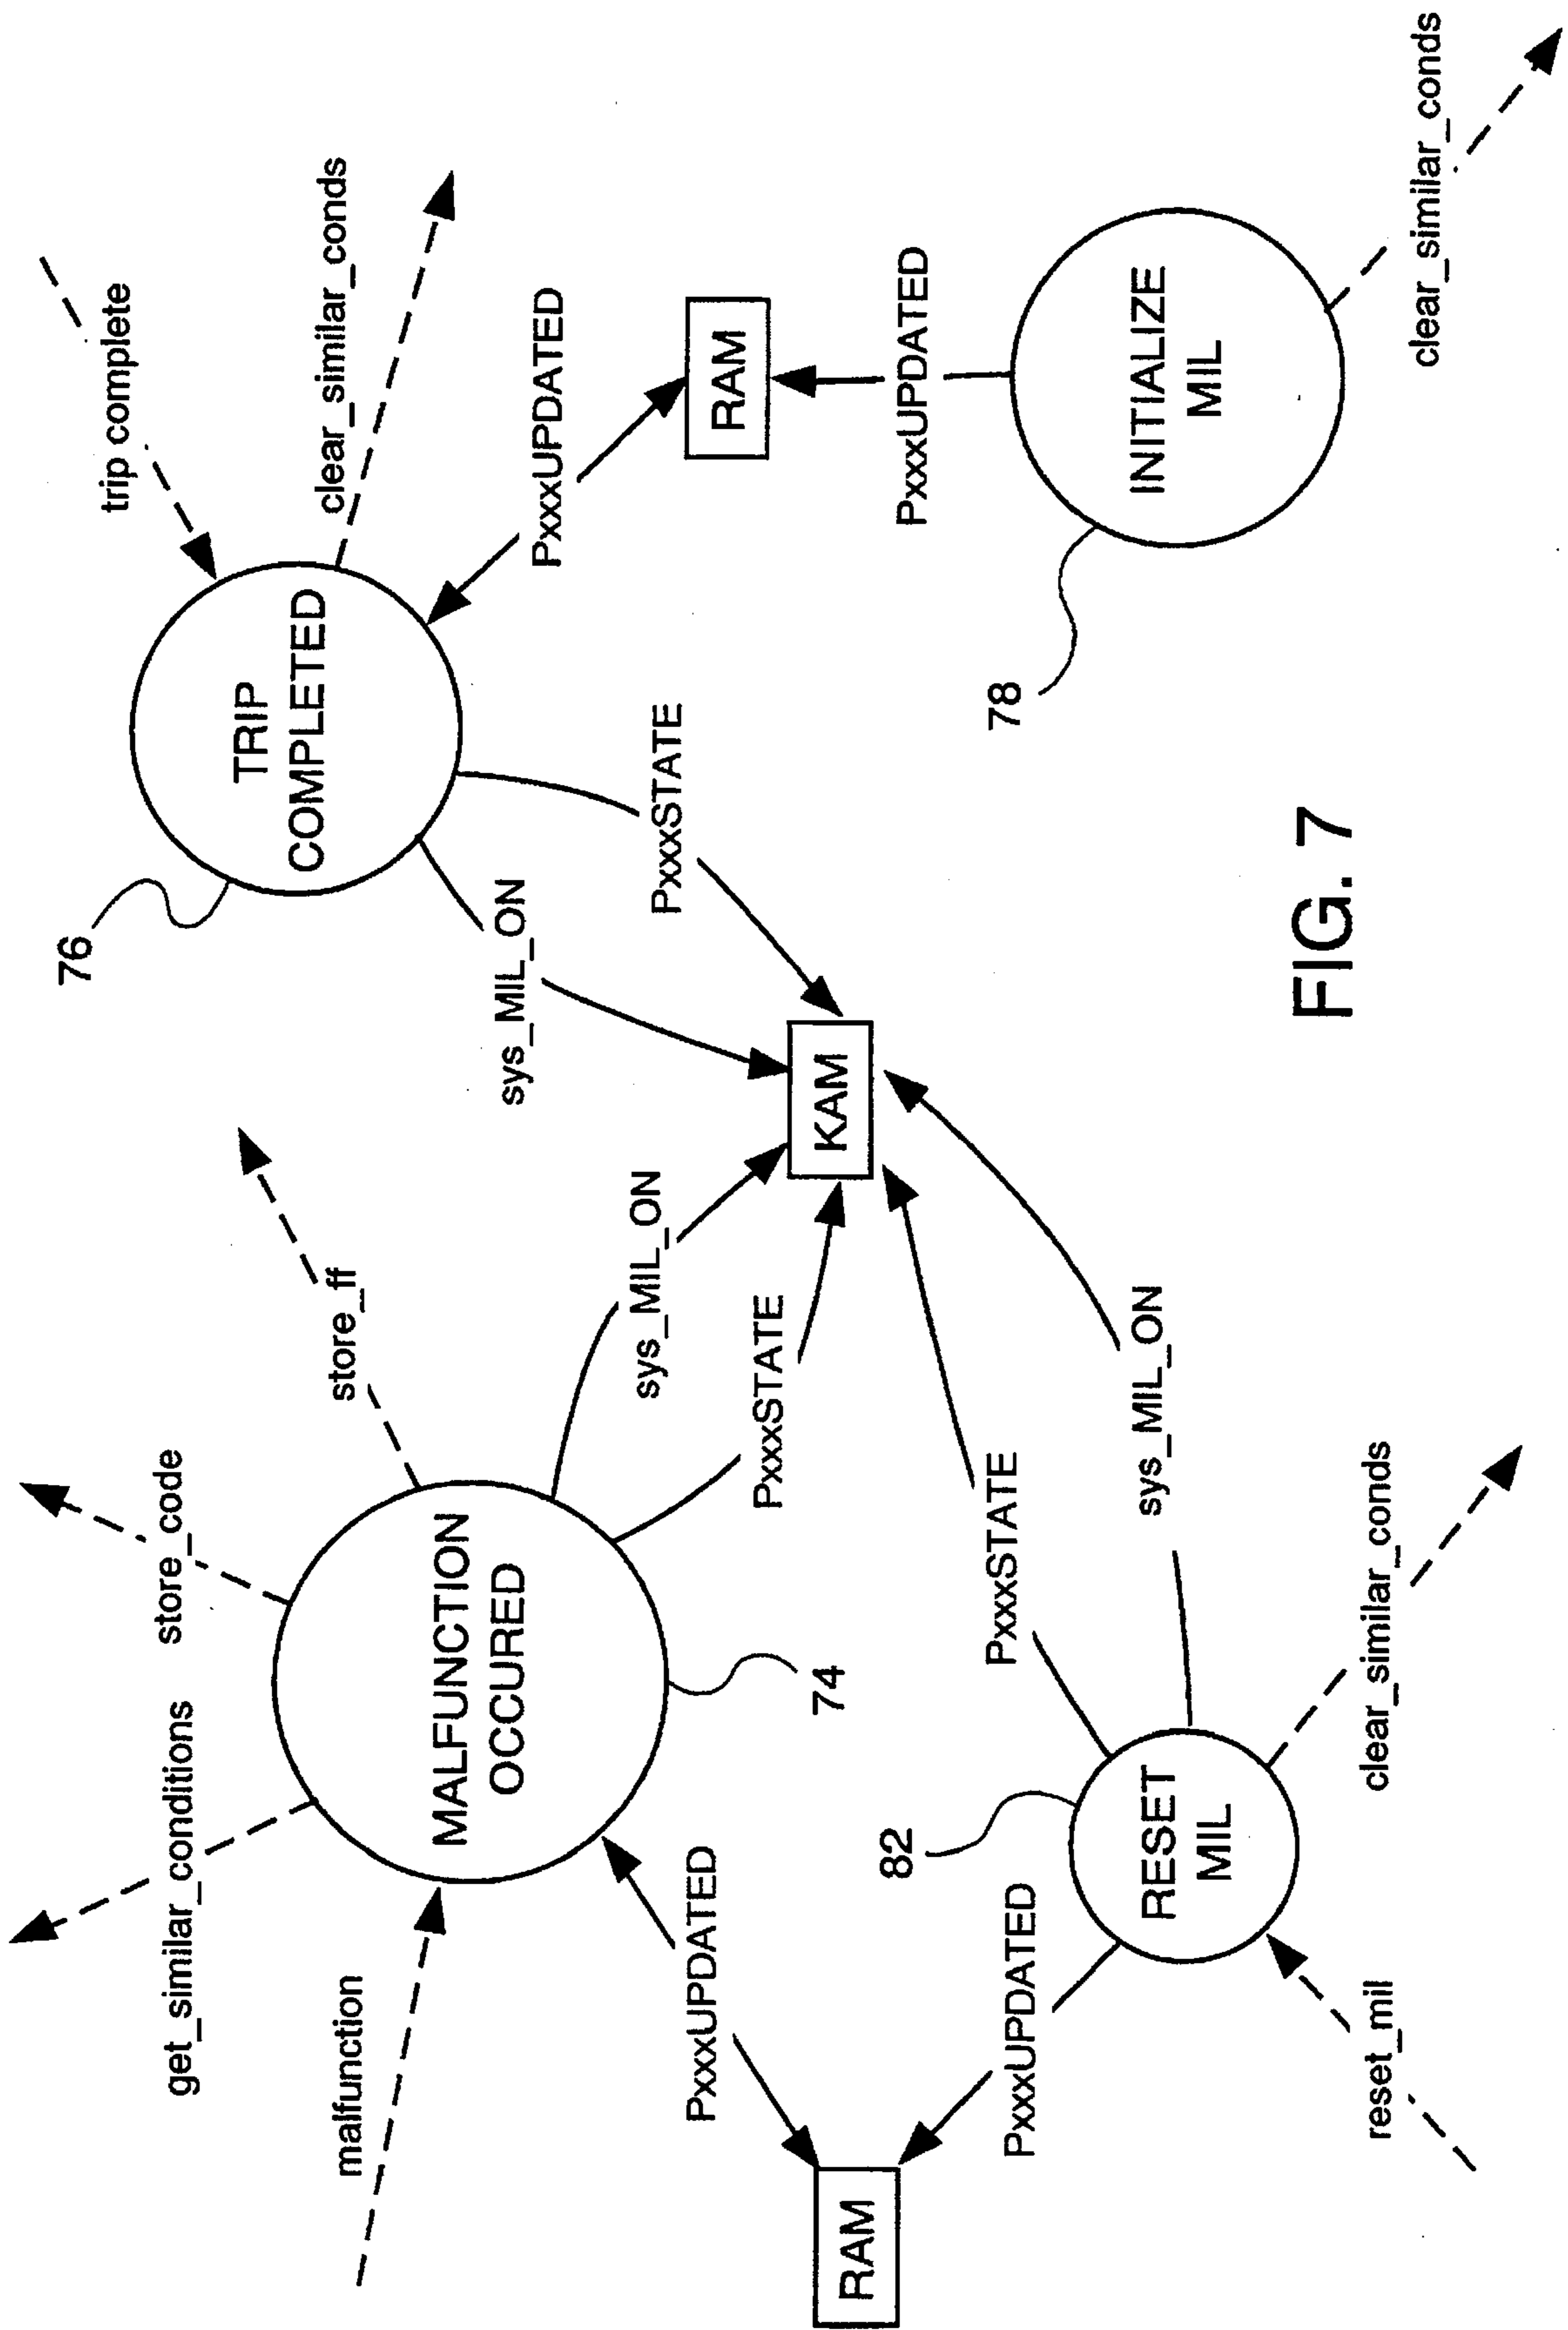 get_similar_conditions
store_code
store_ff
malfunction
MALFUNCTION
OCCURED
74
PxxxUPDATED
sys_MIL_ON
PxxxSTATE
76
TRIP
COMPLETED
trip complete
clear_similar_conds
sys_MIL_ON
PxxxSTATE
PxxxUPDATED
RAM
KAM
RAM
PxxxUPDATED
82
RESET
MIL
PxxxSTATE
sys_MIL_ON
reset_mil
clear_similar_conds
PxxxUPDATED
78
INITIALIZE
MIL
clear_similar_conds
FIG. 7